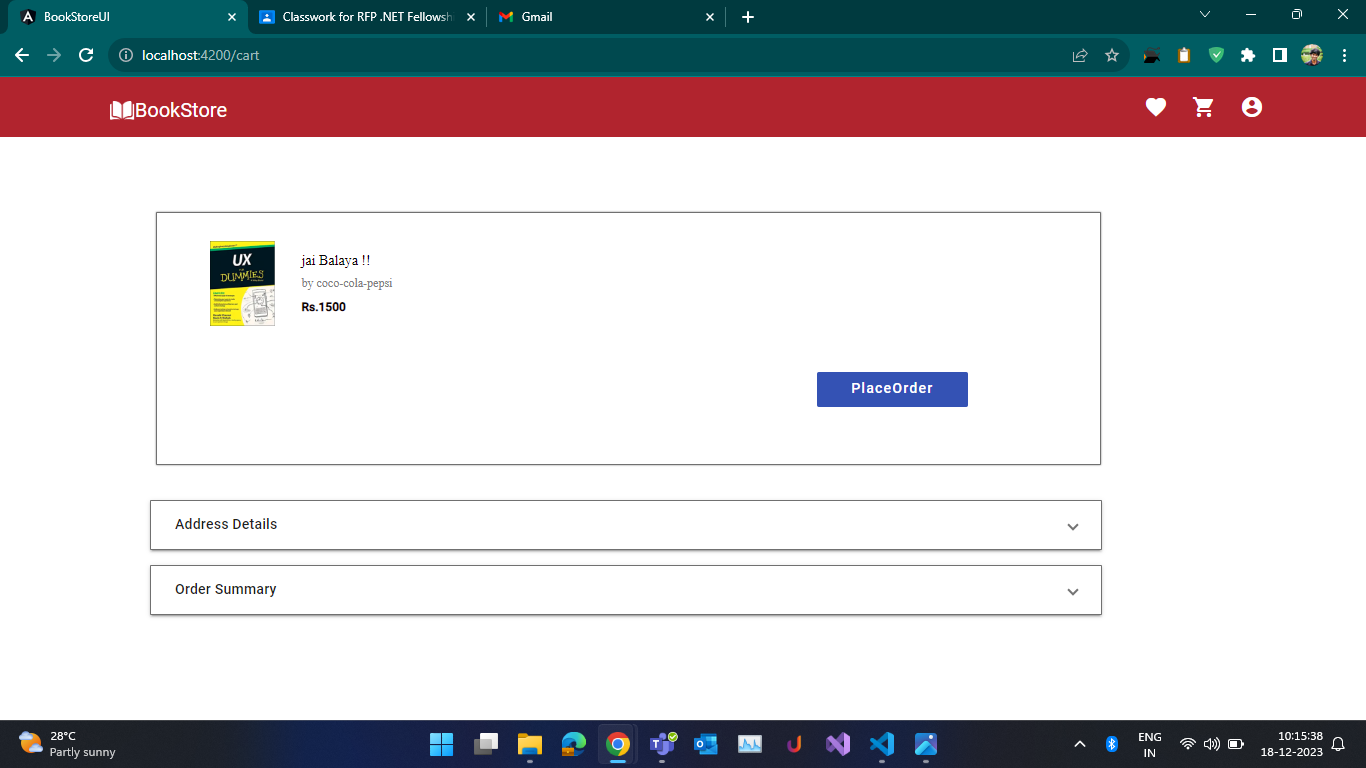 BookStoreUI
Classwork for RFP .NET Fellowsh
Gmail
localhost:4200/cart
BookStore
UX
DUMMIES
jai Balaya !!
by coco-cola-pepsi
Rs.1500
PlaceOrder
Address Details
Order Summary
28°C
Partly sunny
ENG
IN
10:15:38
18-12-2023